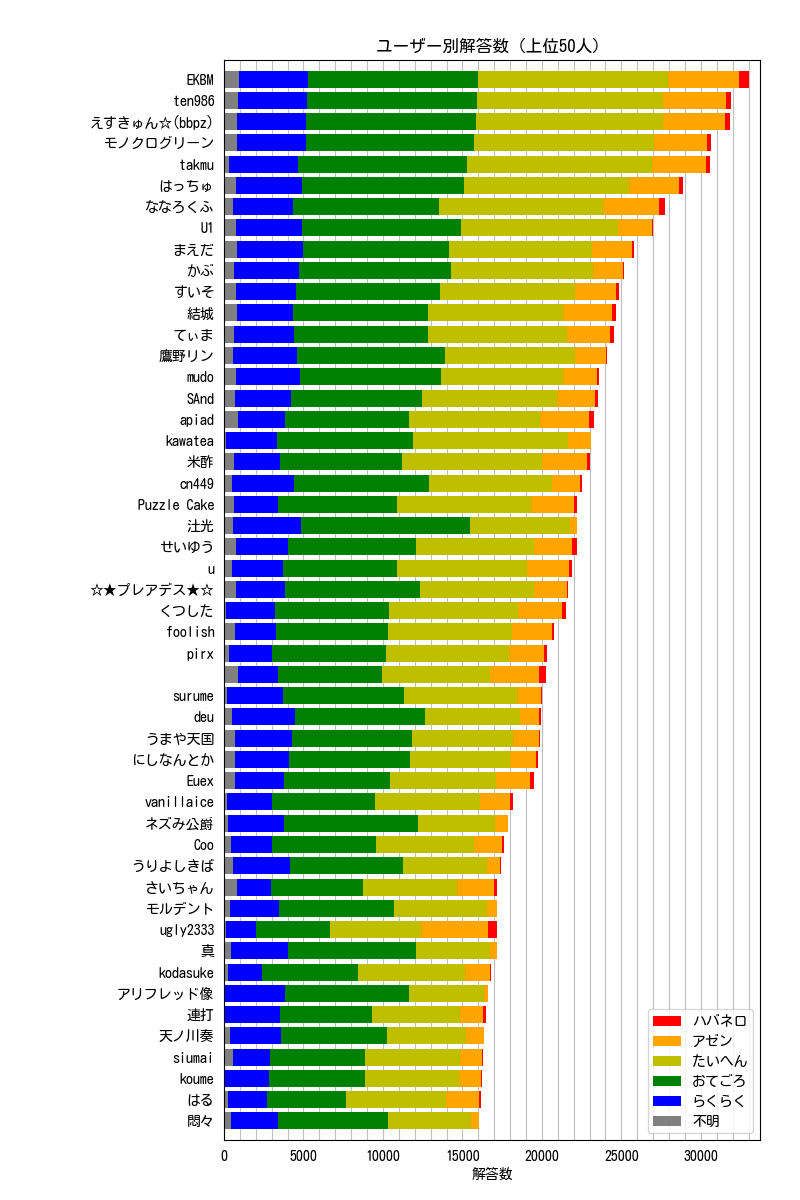 ユーザー別解答数 (上位50人)
EKBM
ten986
えすきゅん☆(bbpz)
モノクログリーン
takmu
はっちゅ
ななろくふ
U1
まえだ
かぶ
すいそ
結城
てぃま
鷹野リン
mudo
SAnd
apiad
kawatea
米酢
cn449
Puzzle Cake
汢光
せいゆう
u
☆★プレアデス★☆
くつした
foolish
pirx
surume
deu
うまや天国
にしなんとか
Euex
vanillaice
ネズみ公爵
Coo
うりよしきば
さいちゃん
モルデント
ugly2333
真
kodasuke
アリフレッド像
連打
天ノ川奏
siumai
koume
はる
悶々
ハバネロ
アゼン
たいへん
おてごろ
らくらく
不明
0 5000 10000 15000 20000 25000 30000
解答数